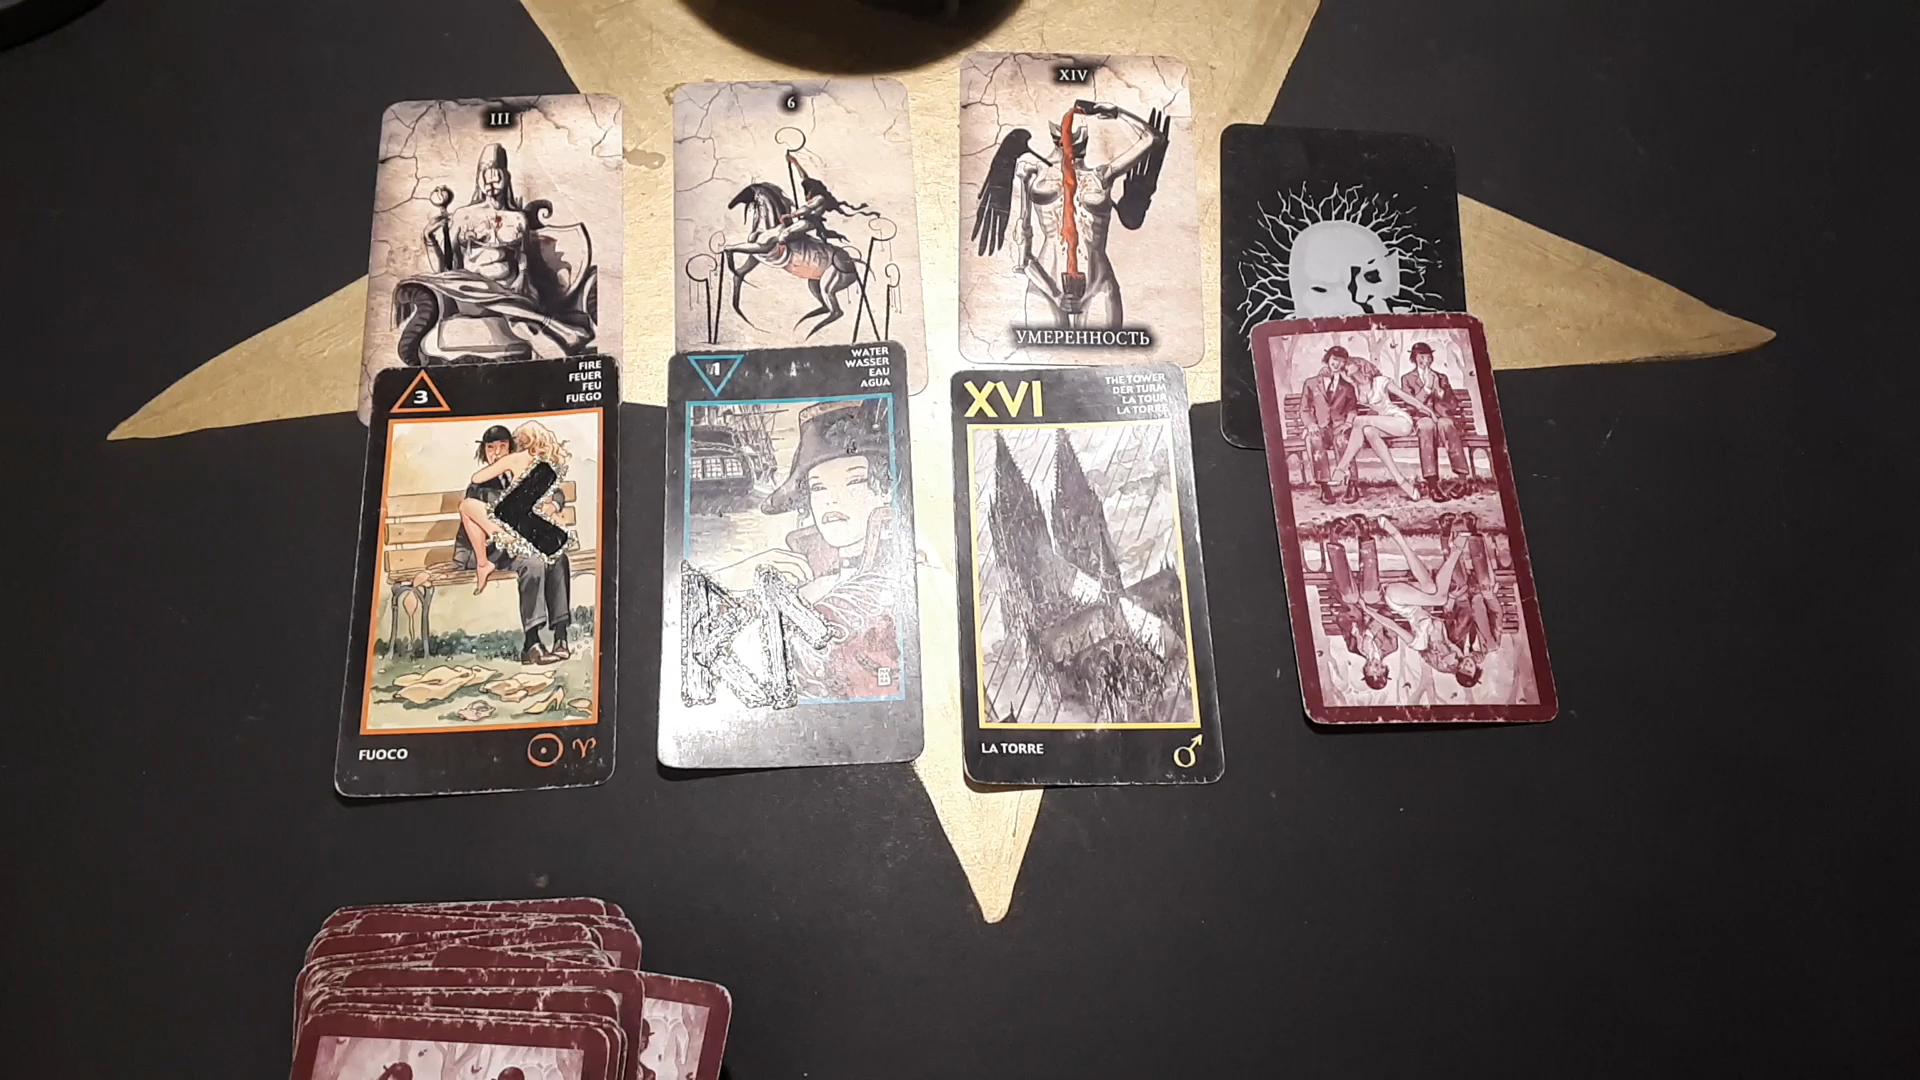 III
6
XIV
УМЕРЕННОСТЬ
3
FIRE
FEUER
FEU
FUEGO
FUOCO
WATER
WASSER
EAU
AGUA
XVI
THE TOWER
DER TURM
LA TOUR
LA TORRE
LA TORRE